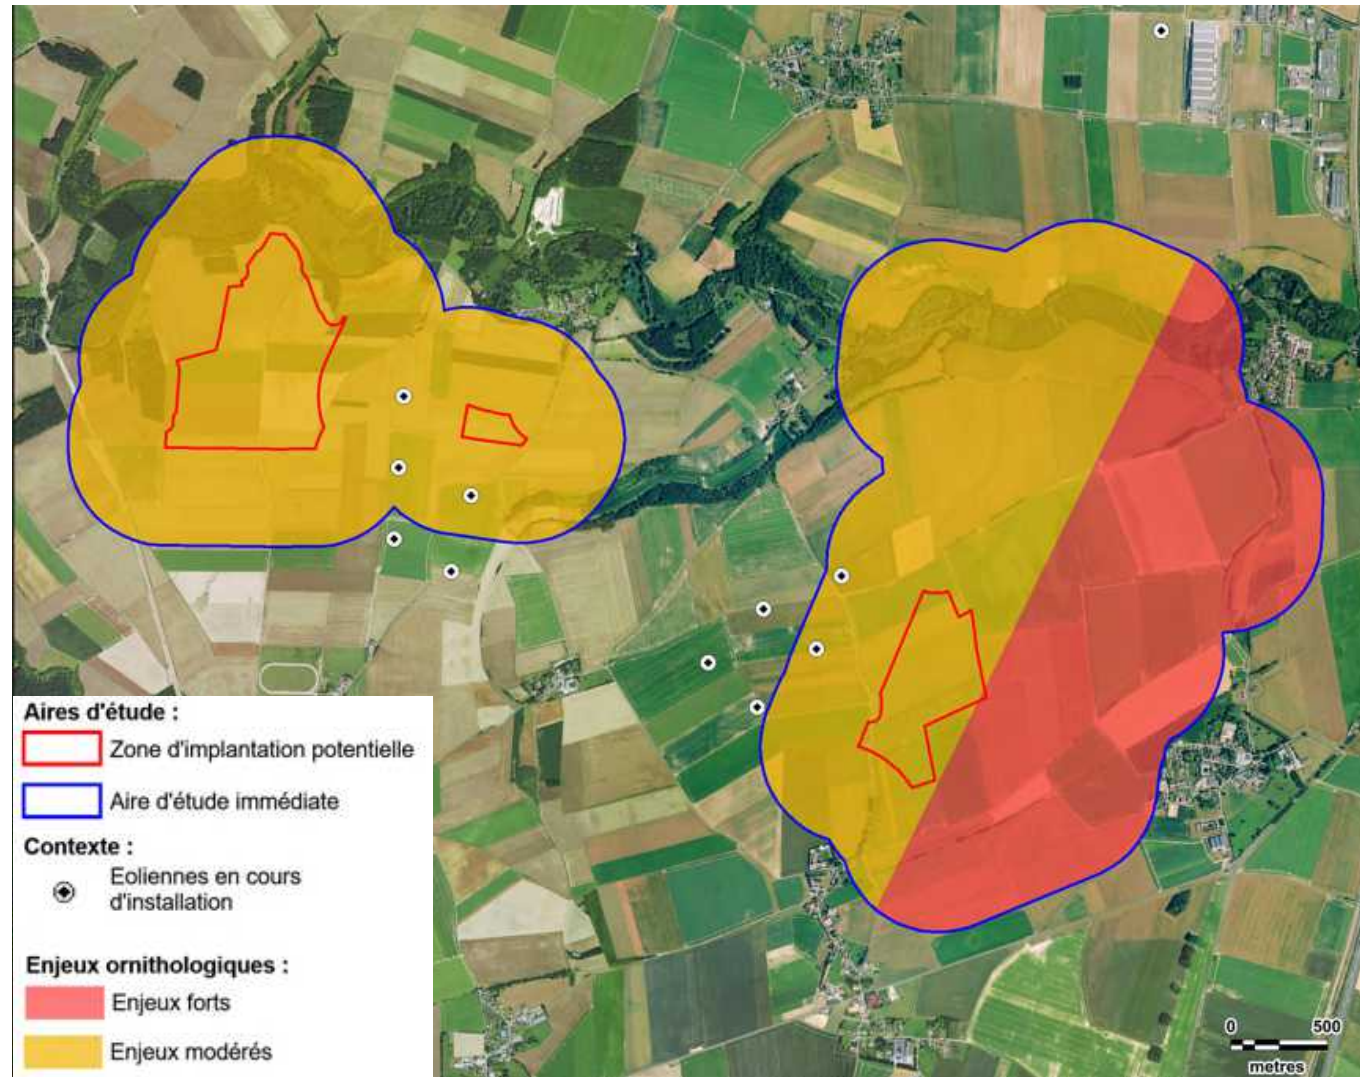 Aires d'étude :
Zone d'implantation potentielle
Aire d'étude immédiate
Contexte :
Eoliennes en cours
d'installation
Enjeux ornithologiques :
Enjeux forts
Enjeux modérés
0 500
metres